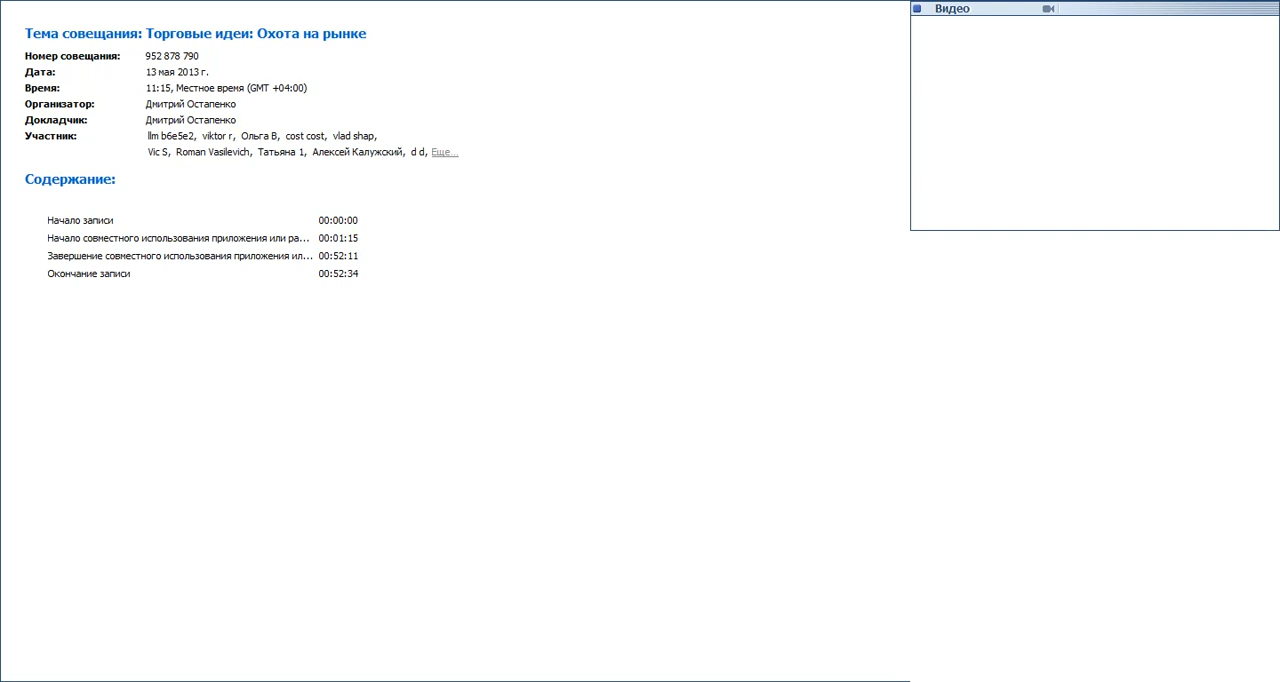 Тема совещания: Торговые идеи: Охота на рынке
Видео
Номер совещания: 952 878 790
Дата: 13 мая 2013 г.
Время: 11:15, Местное время (GMT +04:00)
Организатор: Дмитрий Остапенко
Докладчик: Дмитрий Остапенко
Участник: llm b6e5e2, viktor r, Ольга В, cost cost, vlad shap,
Vic S, Roman Vasilevich, Татьяна 1, Алексей Калужский, d d, Еще...
Содержание:
Начало записи 00:00:00
Начало совместного использования приложения или ра... 00:01:15
Завершение совместного использования приложения ил... 00:52:11
Окончание записи 00:52:34